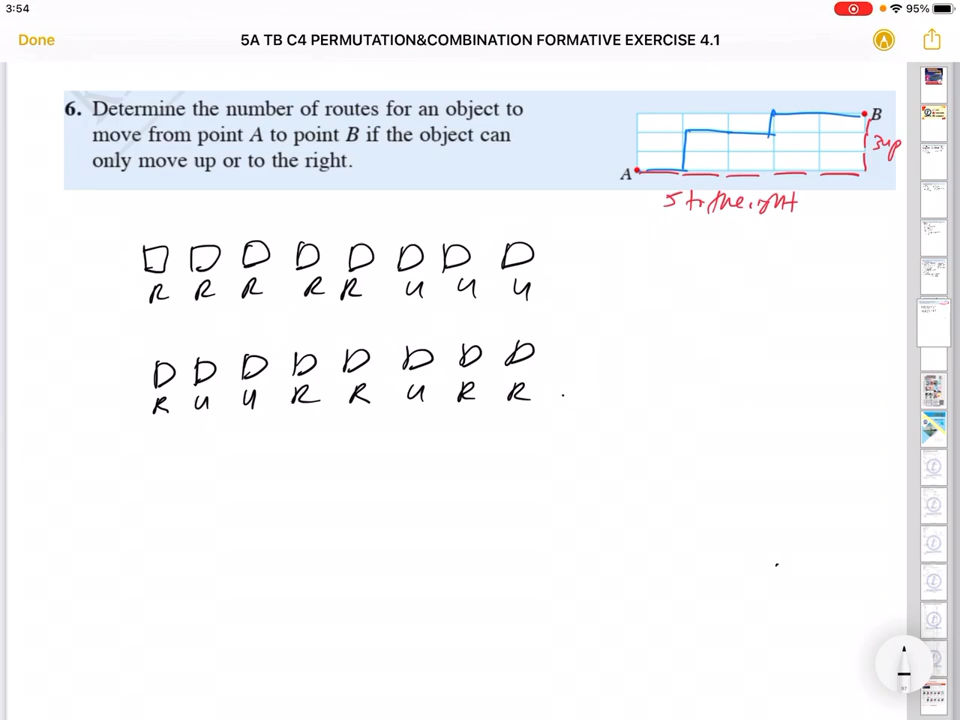 3:54
95%
Done
5A TB C4 PERMUTATION&COMBINATION FORMATIVE EXERCISE 4.1
6. Determine the number of routes for an object to
move from point A to point B if the object can
only move up or to the right.
A
B
3up
5 to the right
R R R R R U U U
R U U R R U R R
97